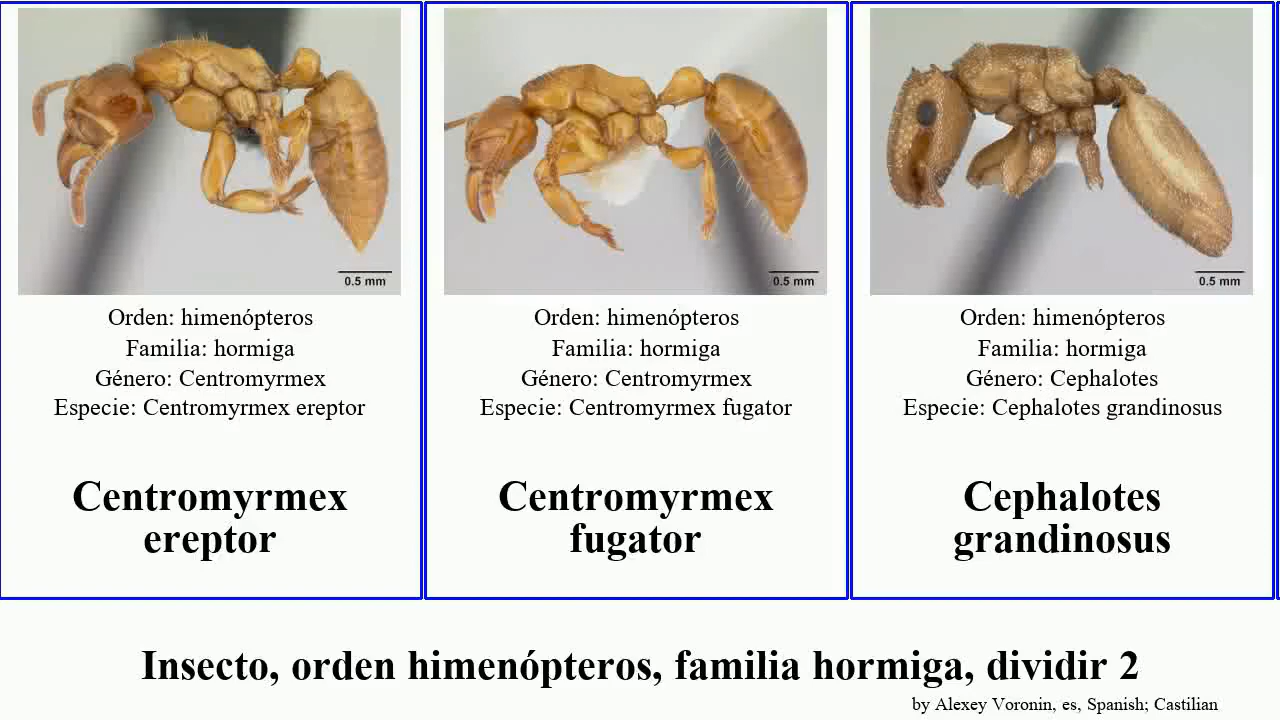 0.5 mm
Orden: himenópteros
Familia: hormiga
Género: Centromyrmex
Especie: Centromyrmex ereptor
Centromyrmex
ereptor
0.5 mm
Orden: himenópteros
Familia: hormiga
Género: Centromyrmex
Especie: Centromyrmex fugator
Centromyrmex
fugator
0.5 mm
Orden: himenópteros
Familia: hormiga
Género: Cephalotes
Especie: Cephalotes grandinosus
Cephalotes
grandinosus
Insecto, orden himenópteros, familia hormiga, dividir 2
by Alexey Voronin, es, Spanish; Castilian